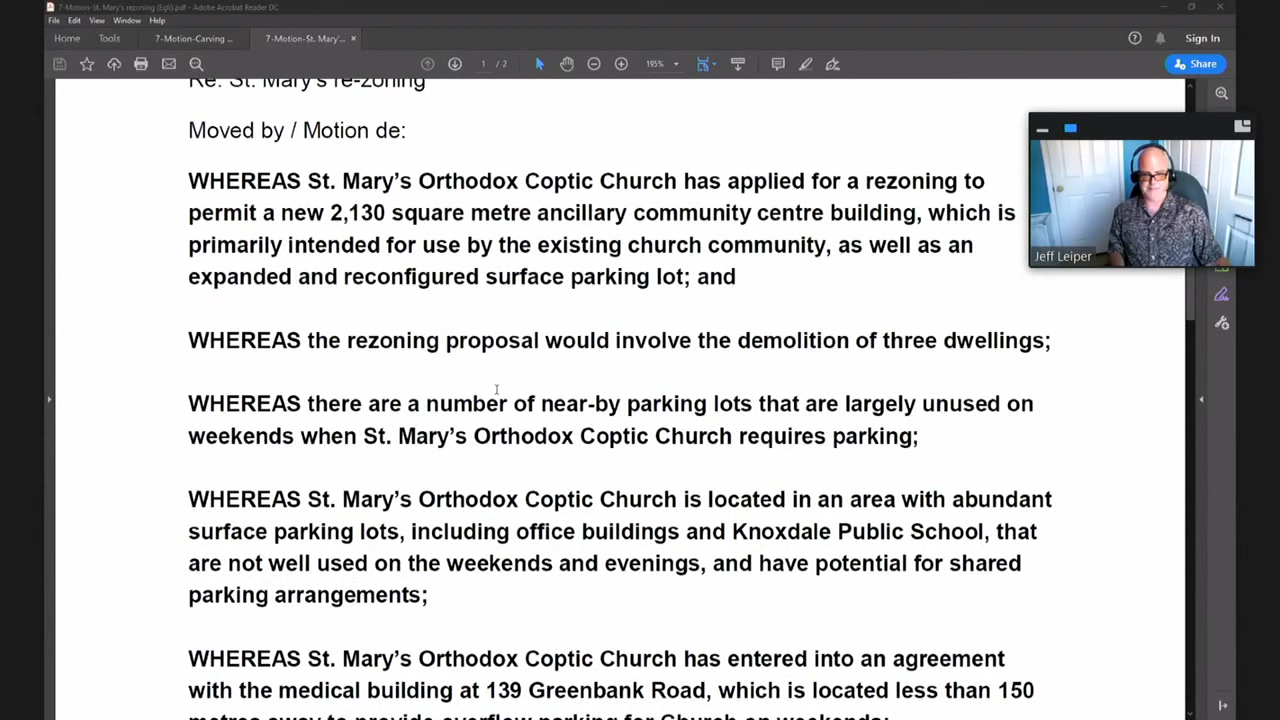 7-Motion-St. Mary's rezoning (Egli).pdf - Adobe Acrobat Reader DC
File Edit View Window Help
Home Tools 7-Motion-Carving ... 7-Motion-St. Mary'... × Sign In
1 / 2 195% Share
Re: St. Mary's re-zoning
Moved by / Motion de:
WHEREAS St. Mary’s Orthodox Coptic Church has applied for a rezoning to
permit a new 2,130 square metre ancillary community centre building, which is
primarily intended for use by the existing church community, as well as an
expanded and reconfigured surface parking lot; and
Jeff Leiper
WHEREAS the rezoning proposal would involve the demolition of three dwellings;
WHEREAS there are a number of near-by parking lots that are largely unused on
weekends when St. Mary’s Orthodox Coptic Church requires parking;
WHEREAS St. Mary’s Orthodox Coptic Church is located in an area with abundant
surface parking lots, including office buildings and Knoxdale Public School, that
are not well used on the weekends and evenings, and have potential for shared
parking arrangements;
WHEREAS St. Mary’s Orthodox Coptic Church has entered into an agreement
with the medical building at 139 Greenbank Road, which is located less than 150
metres away to provide overflow parking for Church on weekends;